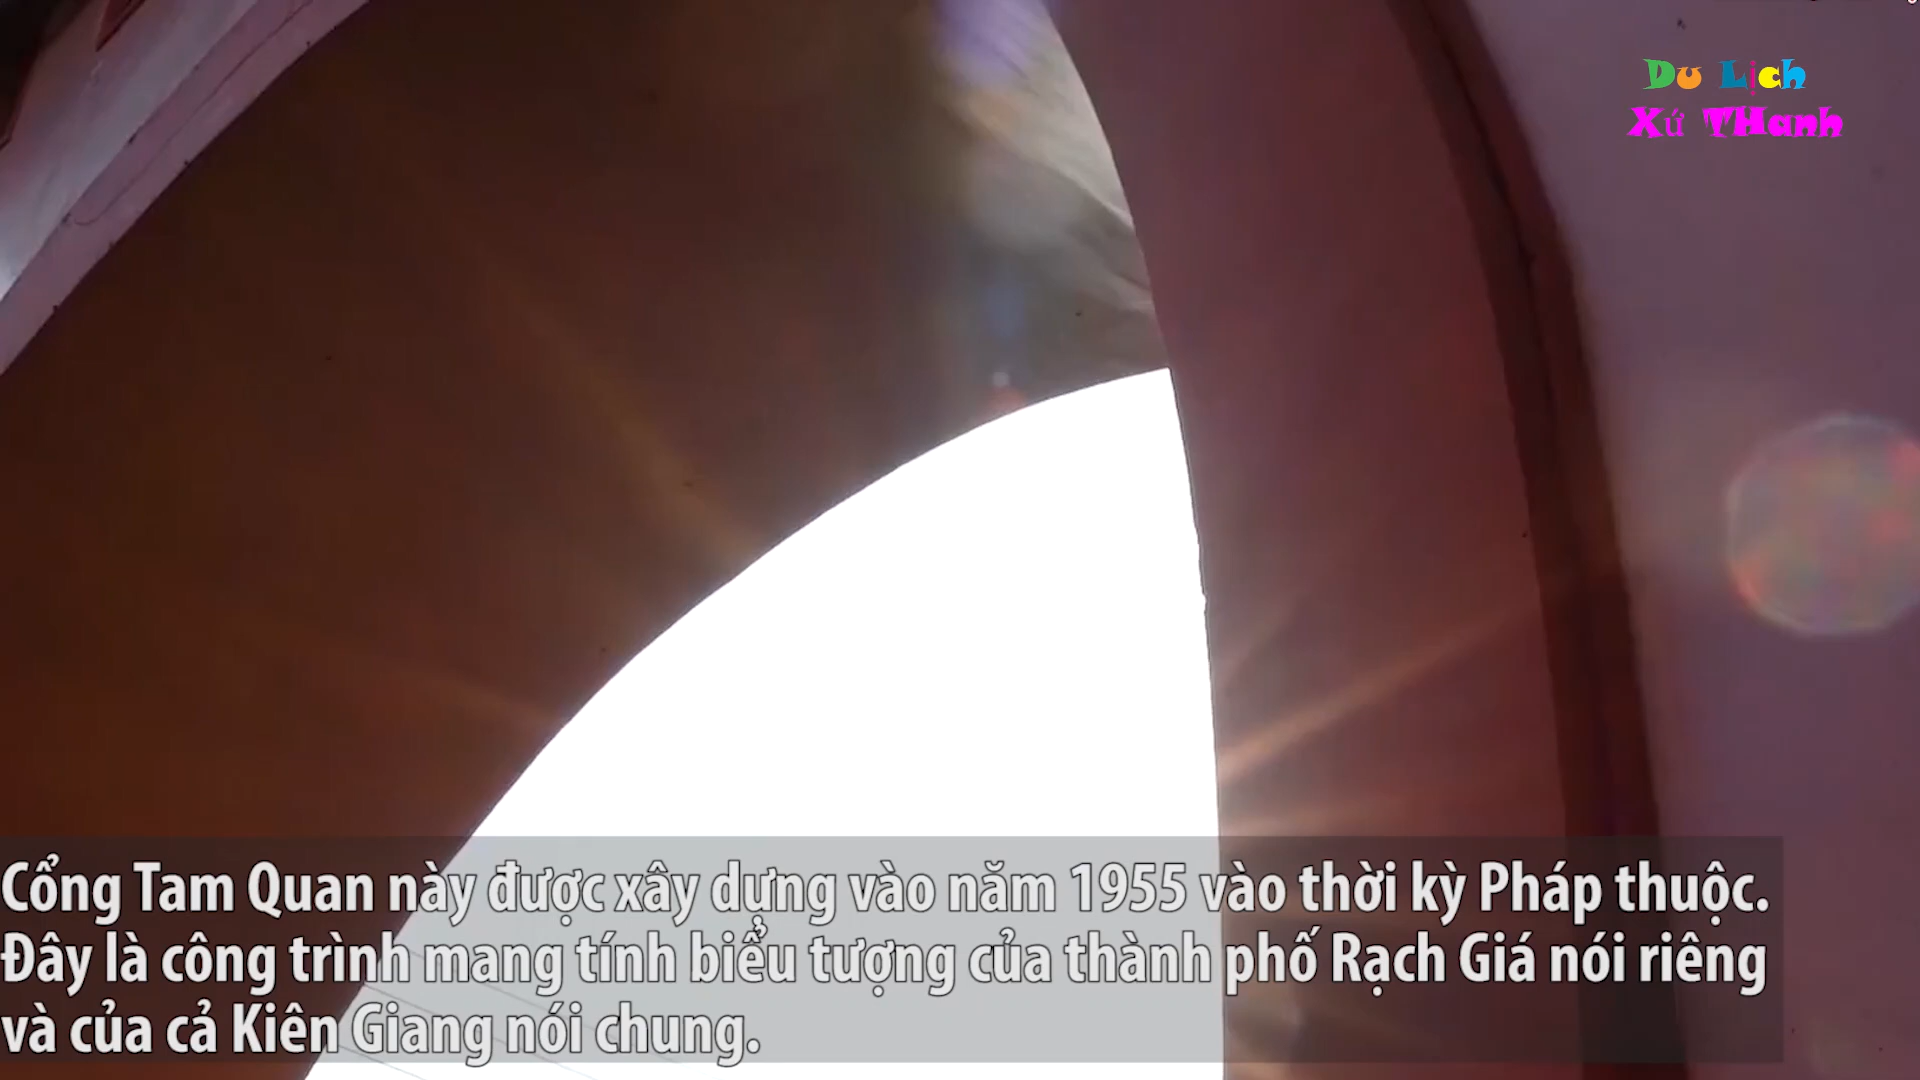 Du Lịch
Xứ THanh
Cổng Tam Quan này được xây dựng vào năm 1955 vào thời kỳ Pháp thuộc.
Đây là công trình mang tính biểu tượng của thành phố Rạch Giá nói riêng
và của cả Kiên Giang nói chung.